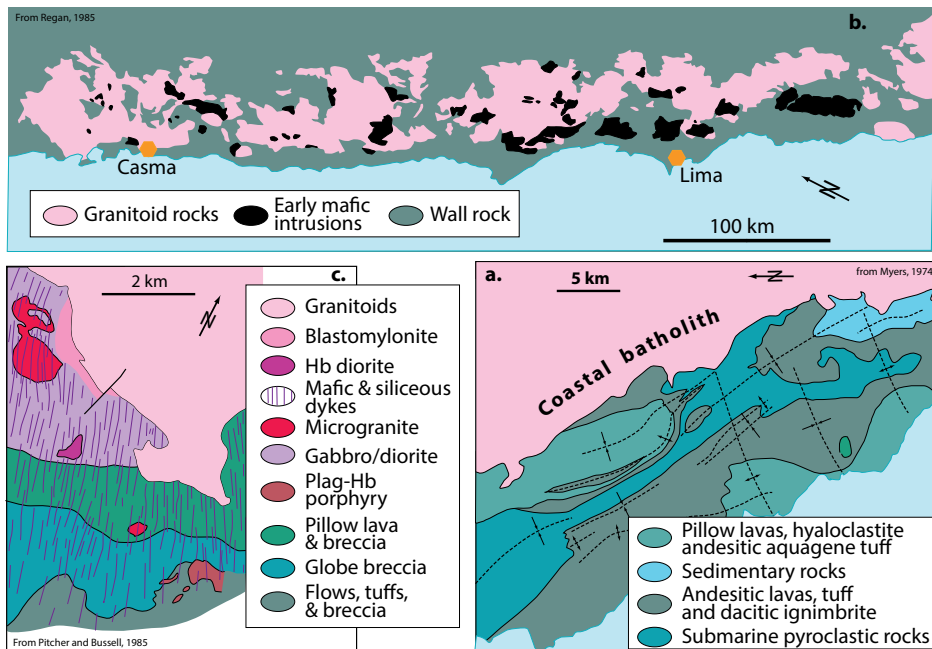 From Regan, 1985
b.
Casma
Lima
N
Granitoid rocks
Early mafic
intrusions
Wall rock
100 km
c.
2 km
N
Granitoids
Blastomylonite
Hb diorite
Mafic & siliceous
dykes
Microgranite
Gabbro/diorite
Plag-Hb
porphyry
Pillow lava
& breccia
Globe breccia
Flows, tuffs,
& breccia
From Pitcher and Bussell, 1985
a.
5 km
N
from Myers, 1974
Coastal batholith
Pillow lavas, hyaloclastite
andesitic aquagene tuff
Sedimentary rocks
Andesitic lavas, tuff
and dacitic ignimbrite
Submarine pyroclastic rocks